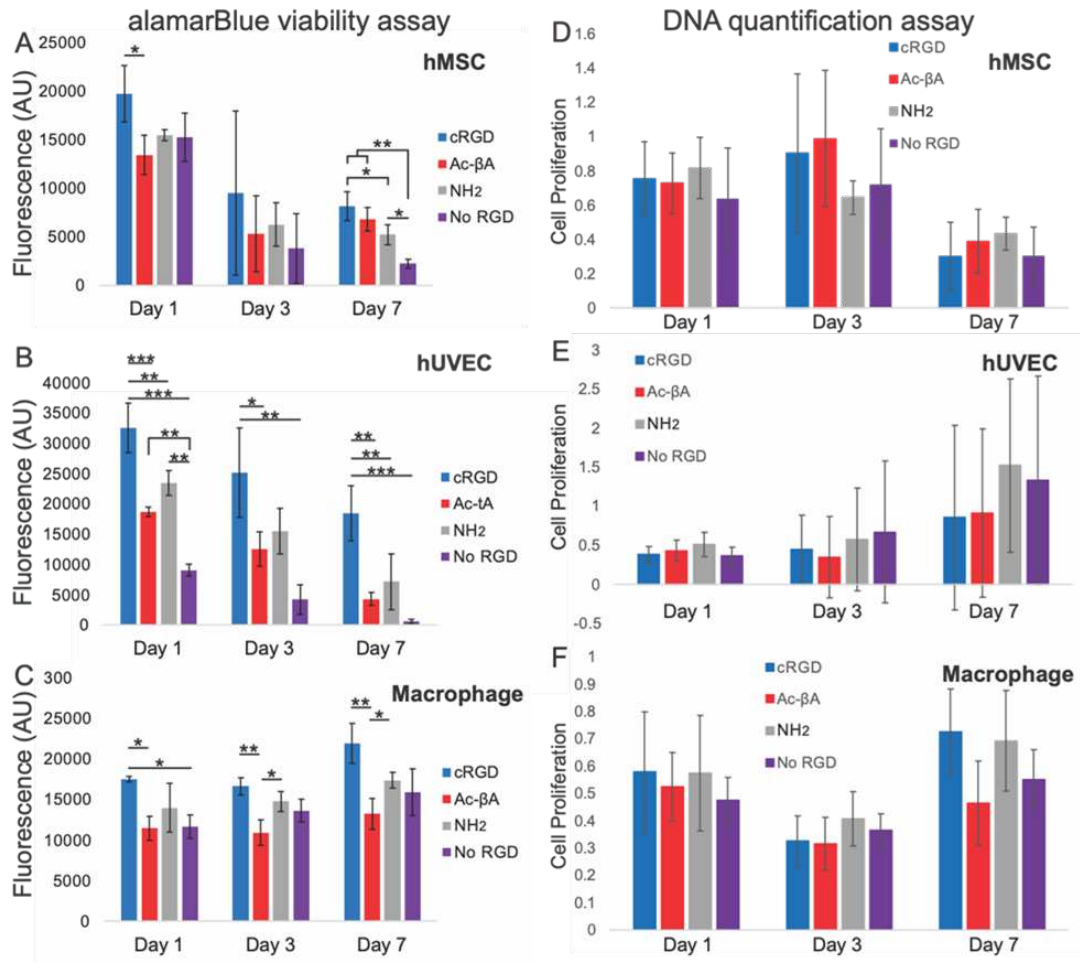 alamarBlue viability assay
DNA quantification assay
A
Fluorescence (AU)
25000
20000
15000
10000
5000
0
hMSC
*
**
*
*
cRGD
Ac-βA
NH2
No RGD
Day 1
Day 3
Day 7
D
Cell Proliferation
1.6
1.4
1.2
1
0.8
0.6
0.4
0.2
0
hMSC
cRGD
Ac-βA
NH2
No RGD
Day 1
Day 3
Day 7
B
Fluorescence (AU)
40000
35000
30000
25000
20000
15000
10000
5000
0
hUVEC
***
**
***
**
**
*
**
**
**
***
cRGD
Ac-tA
NH2
No RGD
Day 1
Day 3
Day 7
E
Cell Proliferation
3
2.5
2
1.5
1
0.5
0
-0.5
hUVEC
cRGD
Ac-βA
NH2
No RGD
Day 1
Day 3
Day 7
C
Fluorescence (AU)
300
25000
20000
15000
10000
5000
0
Macrophage
*
*
**
*
**
*
cRGD
Ac-βA
NH2
No RGD
Day 1
Day 3
Day 7
F
Cell Proliferation
1
0.9
0.8
0.7
0.6
0.5
0.4
0.3
0.2
0.1
0
Macrophage
cRGD
Ac-βA
NH2
No RGD
Day 1
Day 3
Day 7